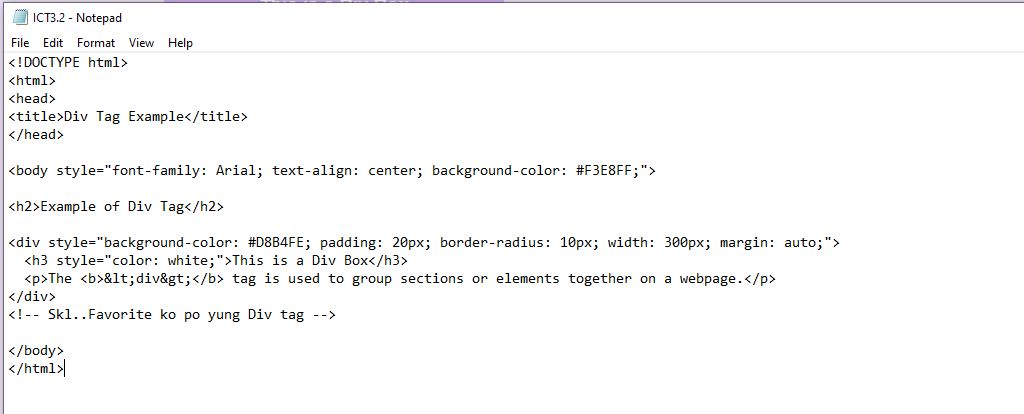 ICT3.2 - Notepad
File Edit Format View Help
<!DOCTYPE html>
<html>
<head>
<title>Div Tag Example</title>
</head>
<body style="font-family: Arial; text-align: center; background-color: #F3E8FF;">
<h2>Example of Div Tag</h2>
<div style="background-color: #D8B4FE; padding: 20px; border-radius: 10px; width: 300px; margin: auto;">
<h3 style="color: white;">This is a Div Box</h3>
<p>The <b>&lt;div&gt;</b> tag is used to group sections or elements together on a webpage.</p>
</div>
<!-- Skl..Favorite ko po yung Div tag -->
</body>
</html>